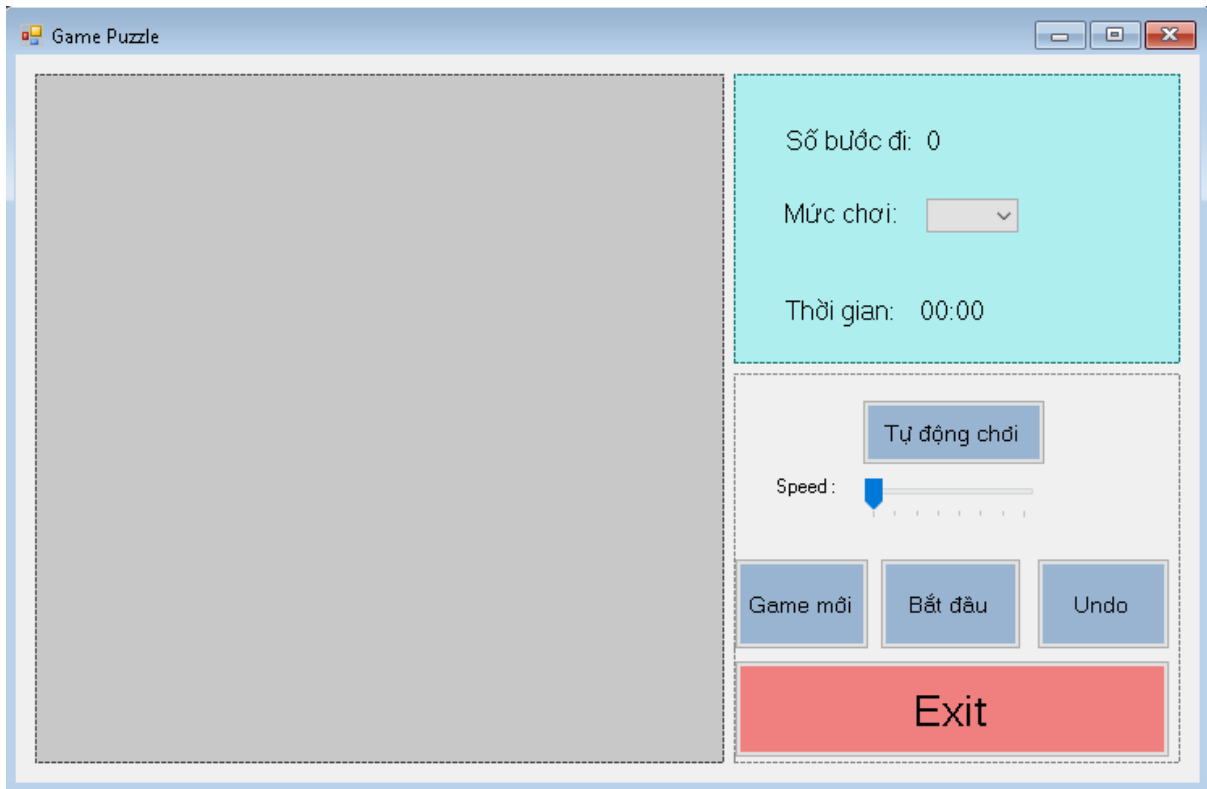 Game Puzzle
Số bước đi: 0
Mức chơi:
Thời gian: 00:00
Tự động chơi
Speed :
Game mới
Bắt đầu
Undo
Exit